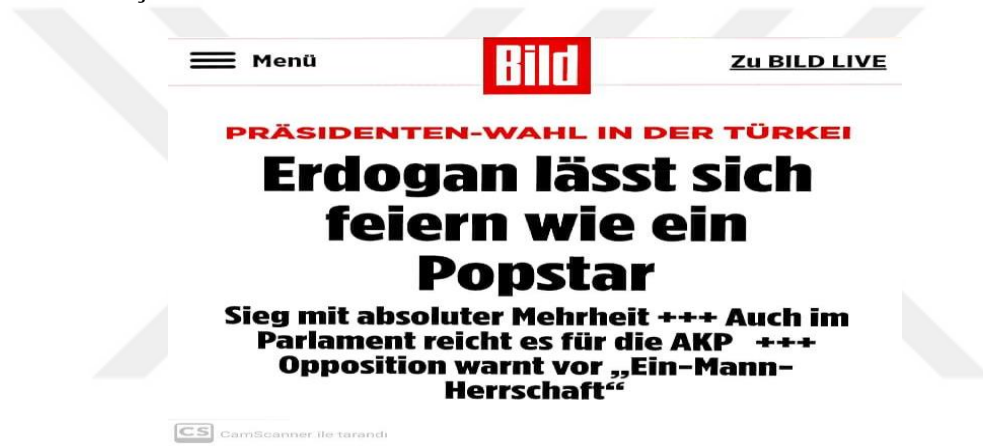 Menü
Bild
Zu BILD LIVE
PRÄSIDENTEN-WAHL IN DER TÜRKEI
Erdogan lässt sich
feiern wie ein
Popstar
Sieg mit absoluter Mehrheit +++ Auch im
Parlament reicht es für die AKP +++
Opposition warnt vor „Ein-Mann-
Herrschaft“
CS CamScanner ile tarandı